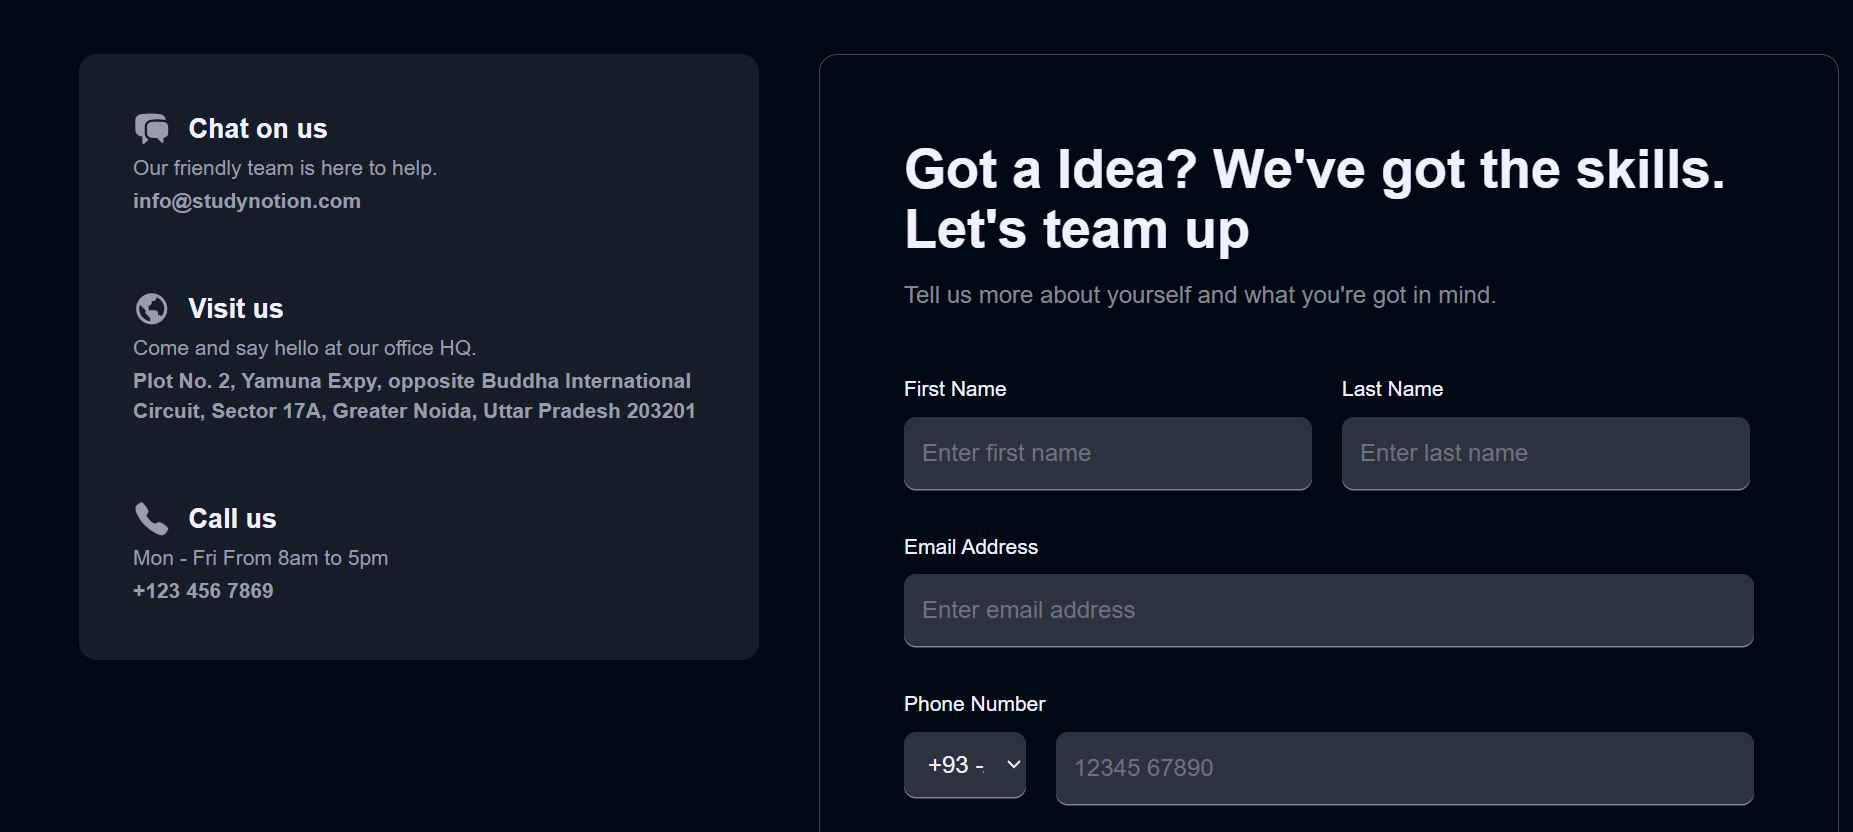 Chat on us
Our friendly team is here to help.
info@studynotion.com
Visit us
Come and say hello at our office HQ.
Plot No. 2, Yamuna Expy, opposite Buddha International
Circuit, Sector 17A, Greater Noida, Uttar Pradesh 203201
Call us
Mon - Fri From 8am to 5pm
+123 456 7869
Got a Idea? We've got the skills.
Let's team up
Tell us more about yourself and what you're got in mind.
First Name
Last Name
Enter first name
Enter last name
Email Address
Enter email address
Phone Number
+93 -
12345 67890